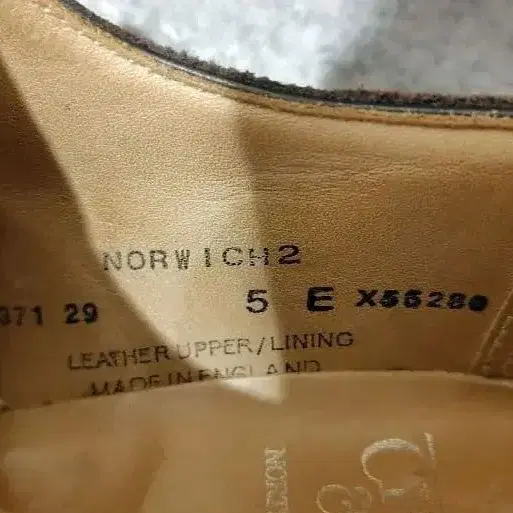 NORWICH2
371 29 5 E X55280
LEATHER UPPER/LINING
MADE IN ENGLAND